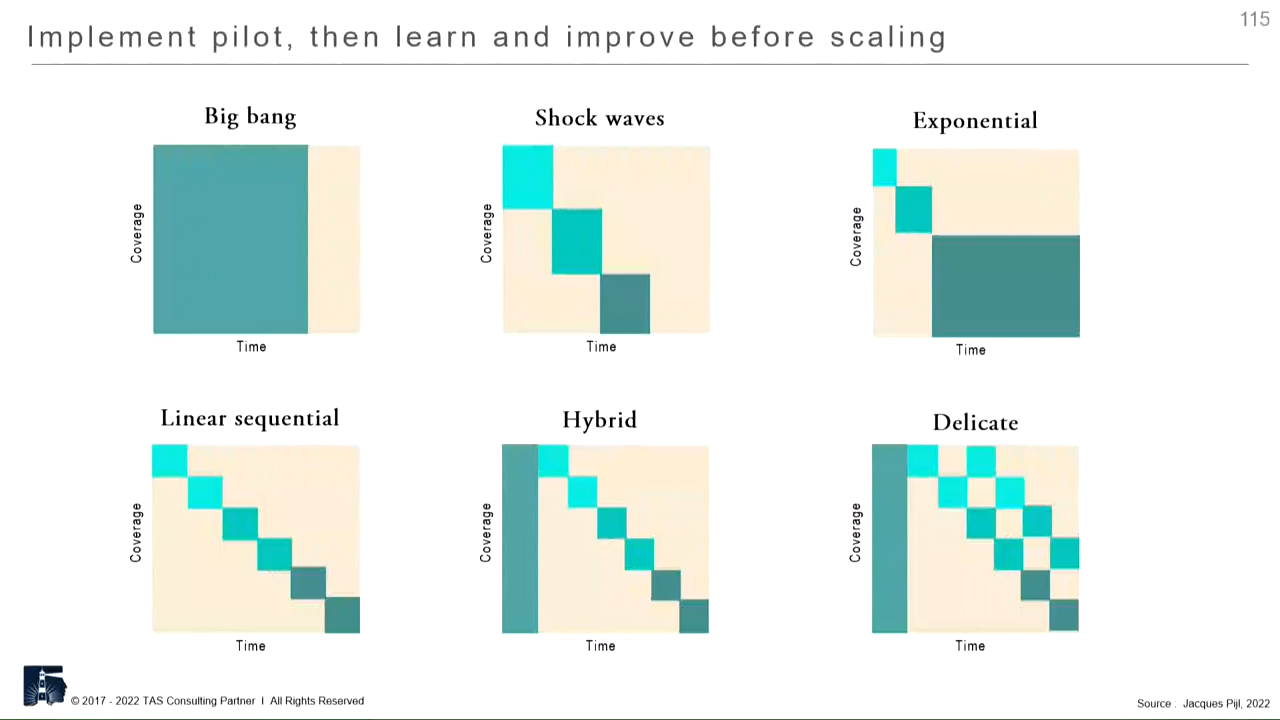 115
Implement pilot, then learn and improve before scaling
Big bang
Shock waves
Exponential
Coverage
Coverage
Coverage
Time
Time
Time
Linear sequential
Hybrid
Delicate
Coverage
Coverage
Coverage
Time
Time
Time
© 2017 - 2022 TAS Consulting Partner I All Rights Reserved
Source : Jacques Pijl, 2022